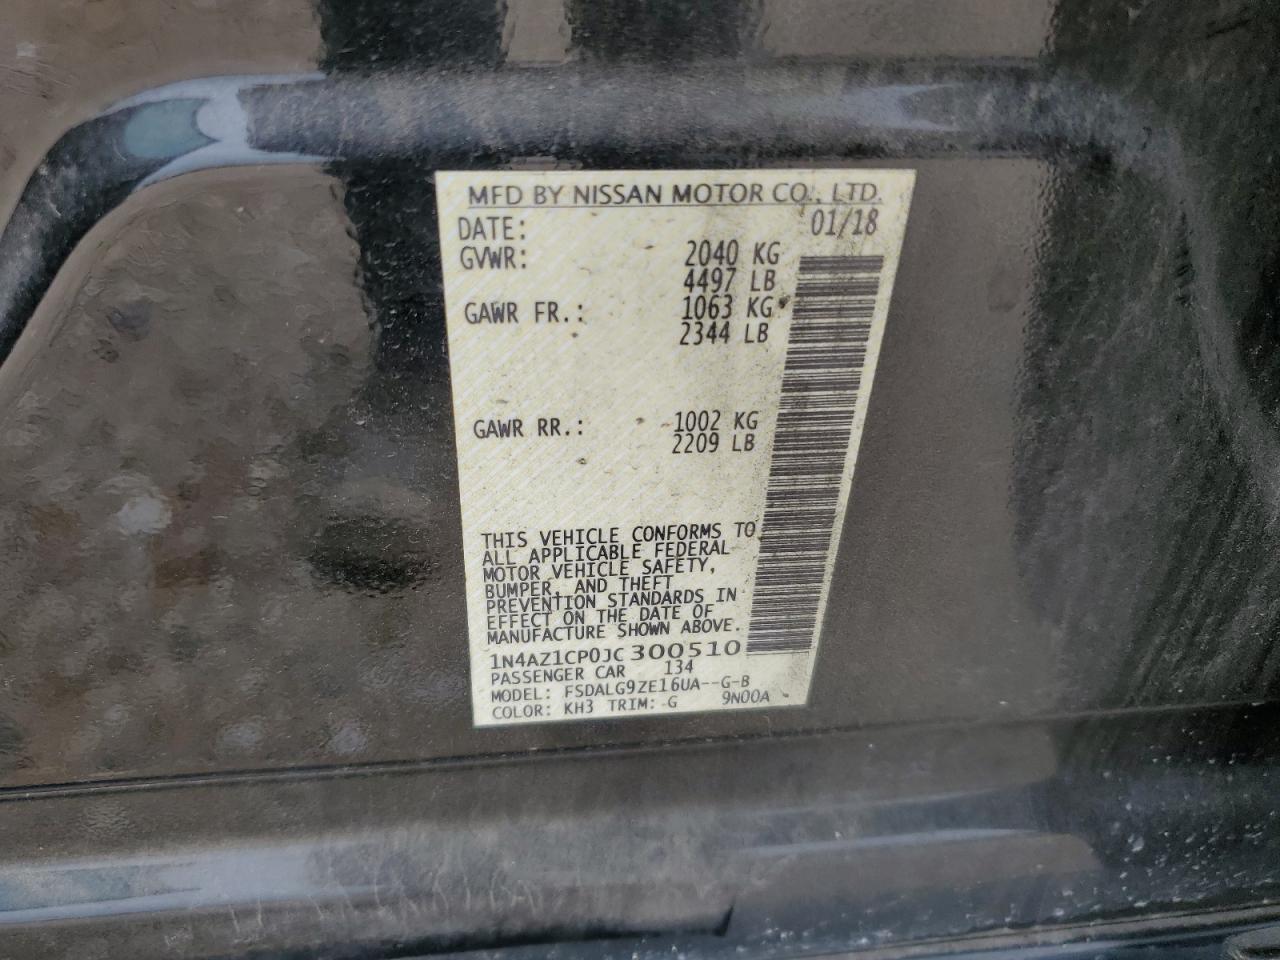 MFD BY NISSAN MOTOR CO., LTD.
DATE: 01/18
GVWR: 2040 KG
4497 LB
GAWR FR.: 1063 KG
2344 LB
GAWR RR.: 1002 KG
2209 LB
THIS VEHICLE CONFORMS TO
ALL APPLICABLE FEDERAL
MOTOR VEHICLE SAFETY,
BUMPER, AND THEFT
PREVENTION STANDARDS IN
EFFECT ON THE DATE OF
MANUFACTURE SHOWN ABOVE.
1N4AZ1CP0JC300510
PASSENGER CAR 134
MODEL: FSDALG9ZE16UA--G-B
COLOR: KH3 TRIM: G 9N00A